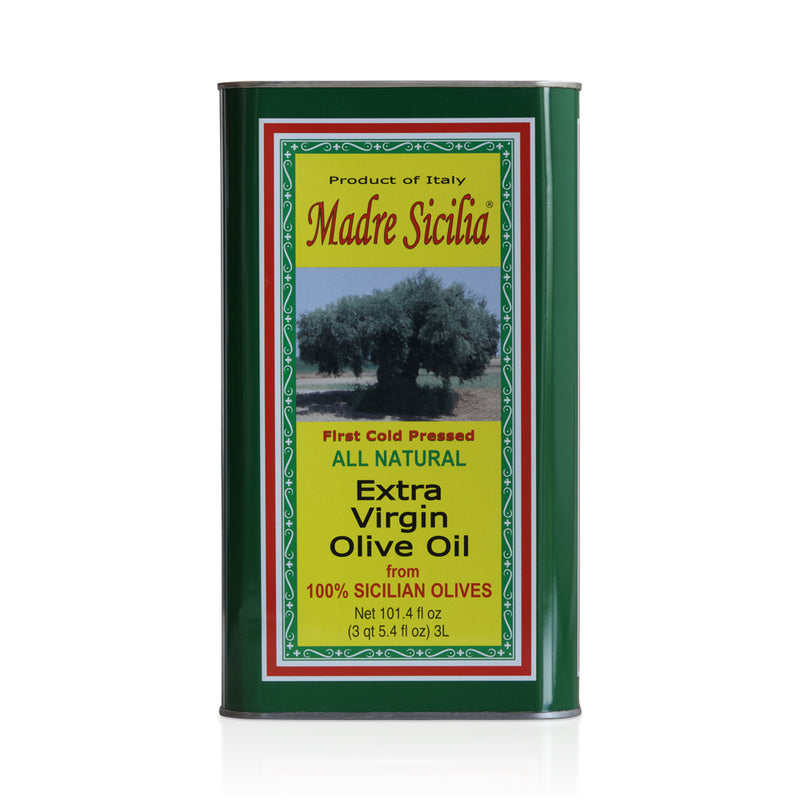 Product of Italy
Madre Sicilia®
First Cold Pressed
ALL NATURAL
Extra
Virgin
Olive Oil
from
100% SICILIAN OLIVES
Net 101.4 fl oz
(3 qt 5.4 fl oz) 3L